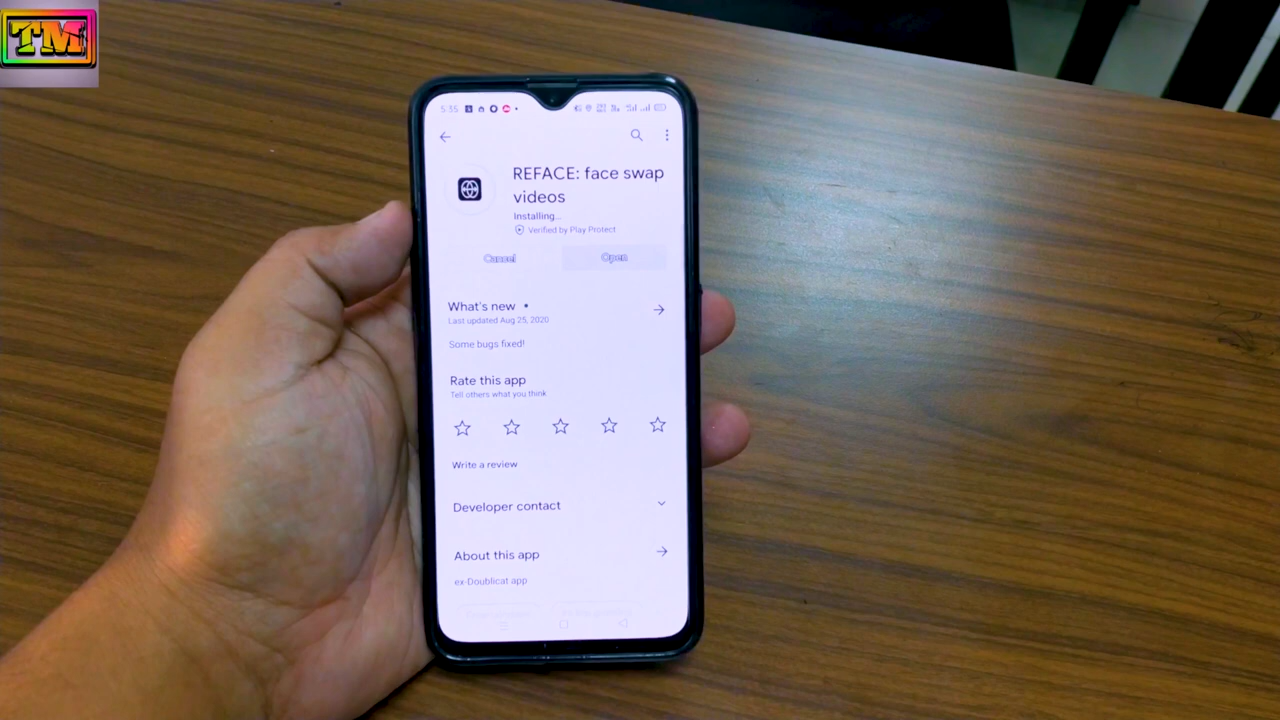 TM
5:35
REFACE: face swap
videos
Installing...
Verified by Play Protect
Cancel
Open
What's new •
Last updated Aug 25, 2020
Some bugs fixed!
Rate this app
Tell others what you think
Write a review
Developer contact
About this app
ex-Doublicat app